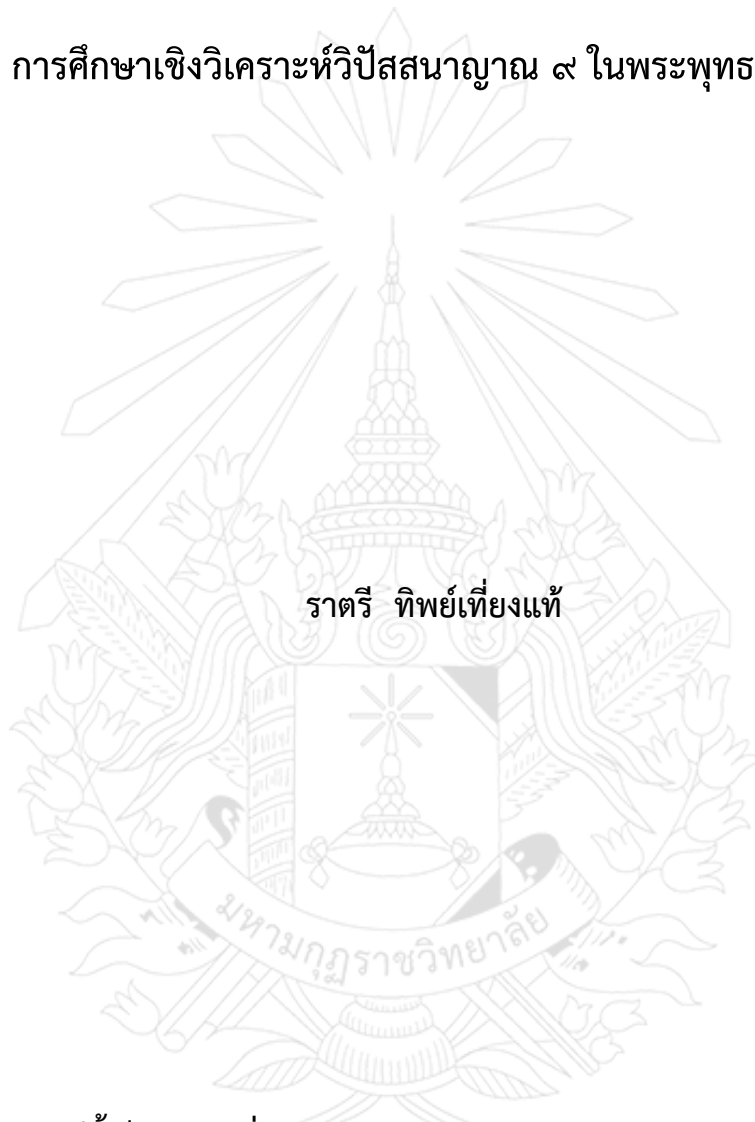 การศึกษาเชิงวิเคราะห์วิปัสสนาญาณ ๙ ในพระพุทธ
ราตรี ทิพย์เที่ยงแท้
มหามกุฏราชวิทยาลัย